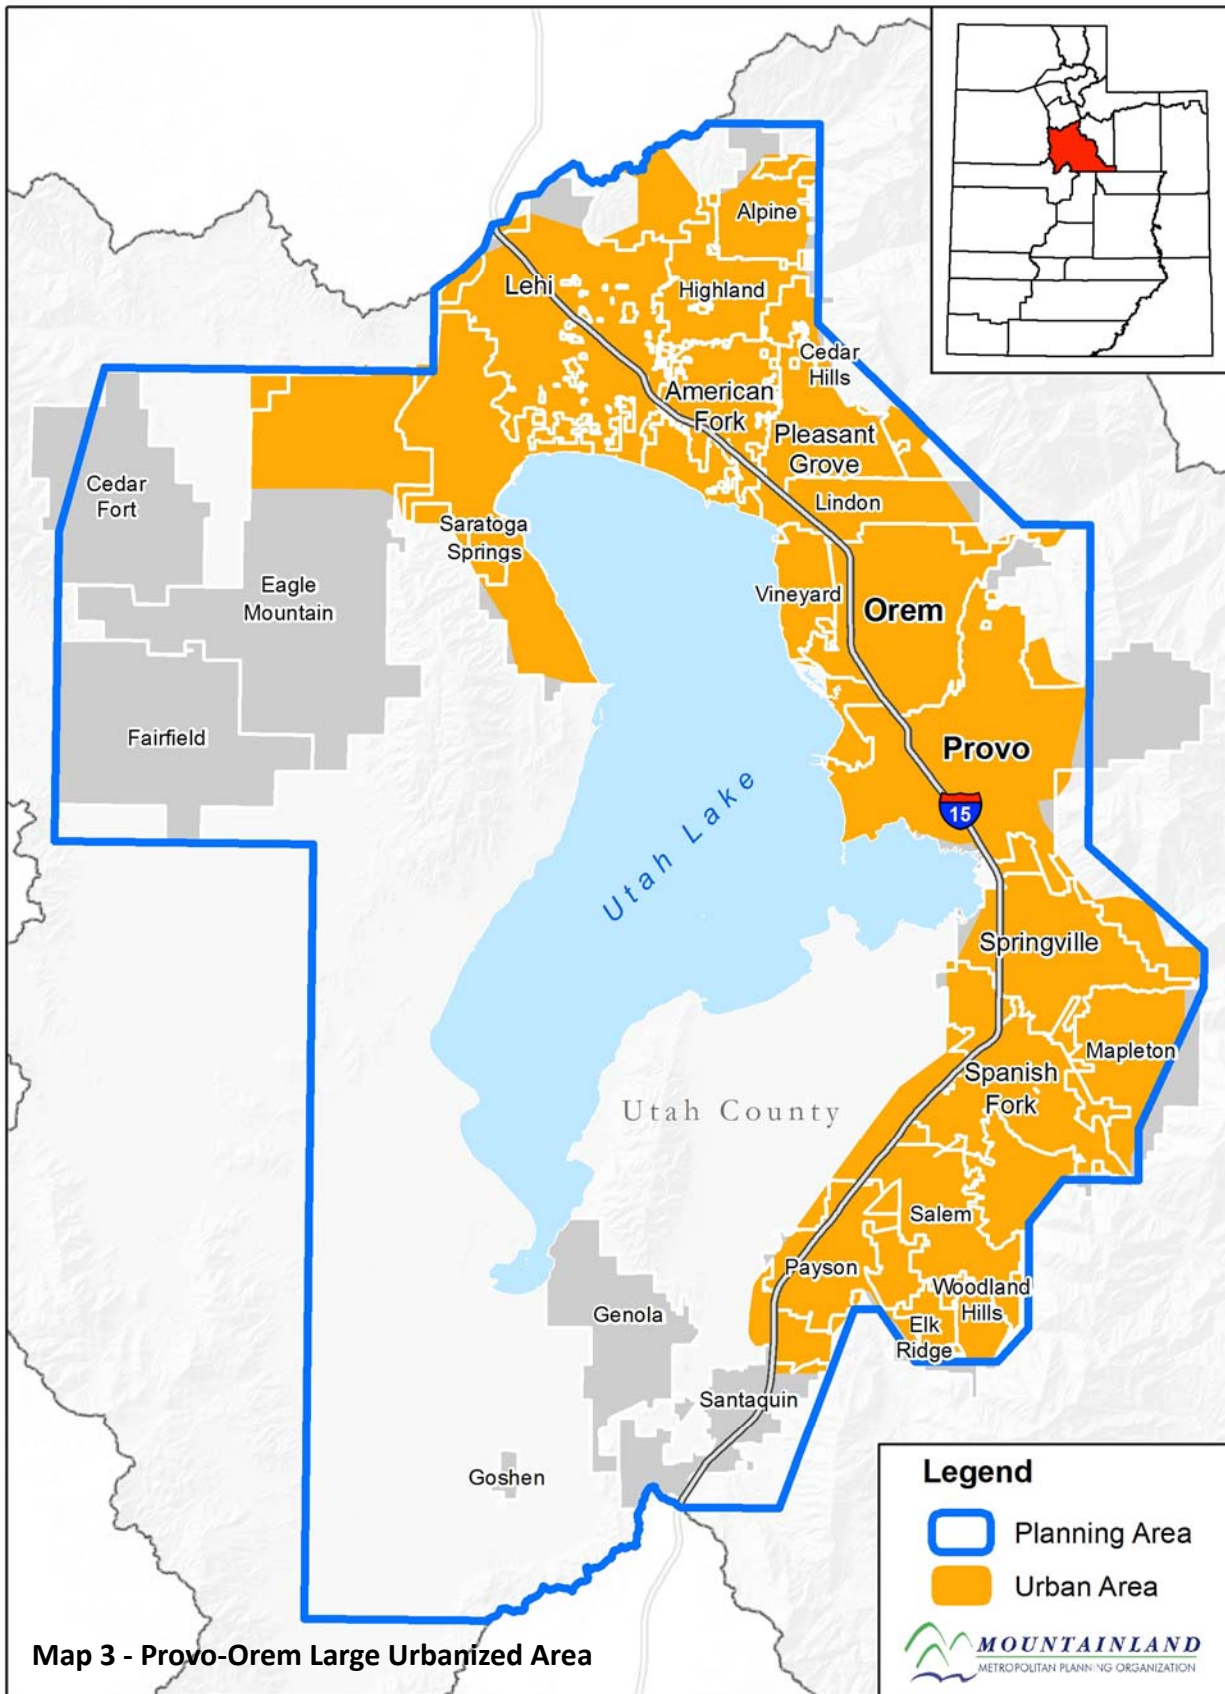 Alpine
Lehi
Highland
Cedar
Hills
American
Fork
Pleasant
Grove
Cedar
Fort
Lindon
Saratoga
Springs
Eagle
Mountain
Vineyard
Orem
Fairfield
Provo
Utah Lake
15
Springville
Mapleton
Spanish
Fork
Utah County
Salem
Payson
Woodland
Hills
Genola
Elk
Ridge
Santaquin
Goshen
Legend
Planning Area
Urban Area
MOUNTAINLAND
METROPOLITAN PLANNING ORGANIZATION
Map 3 - Provo-Orem Large Urbanized Area